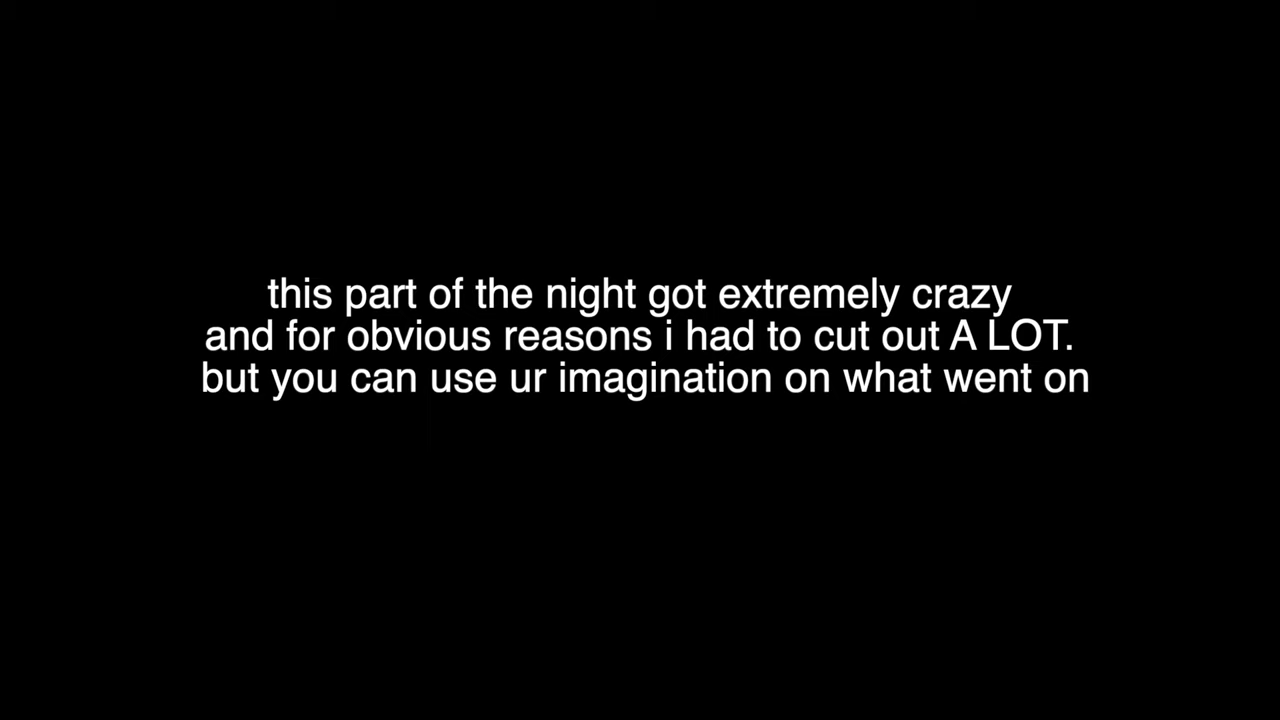 this part of the night got extremely crazy
and for obvious reasons i had to cut out A LOT.
but you can use ur imagination on what went on